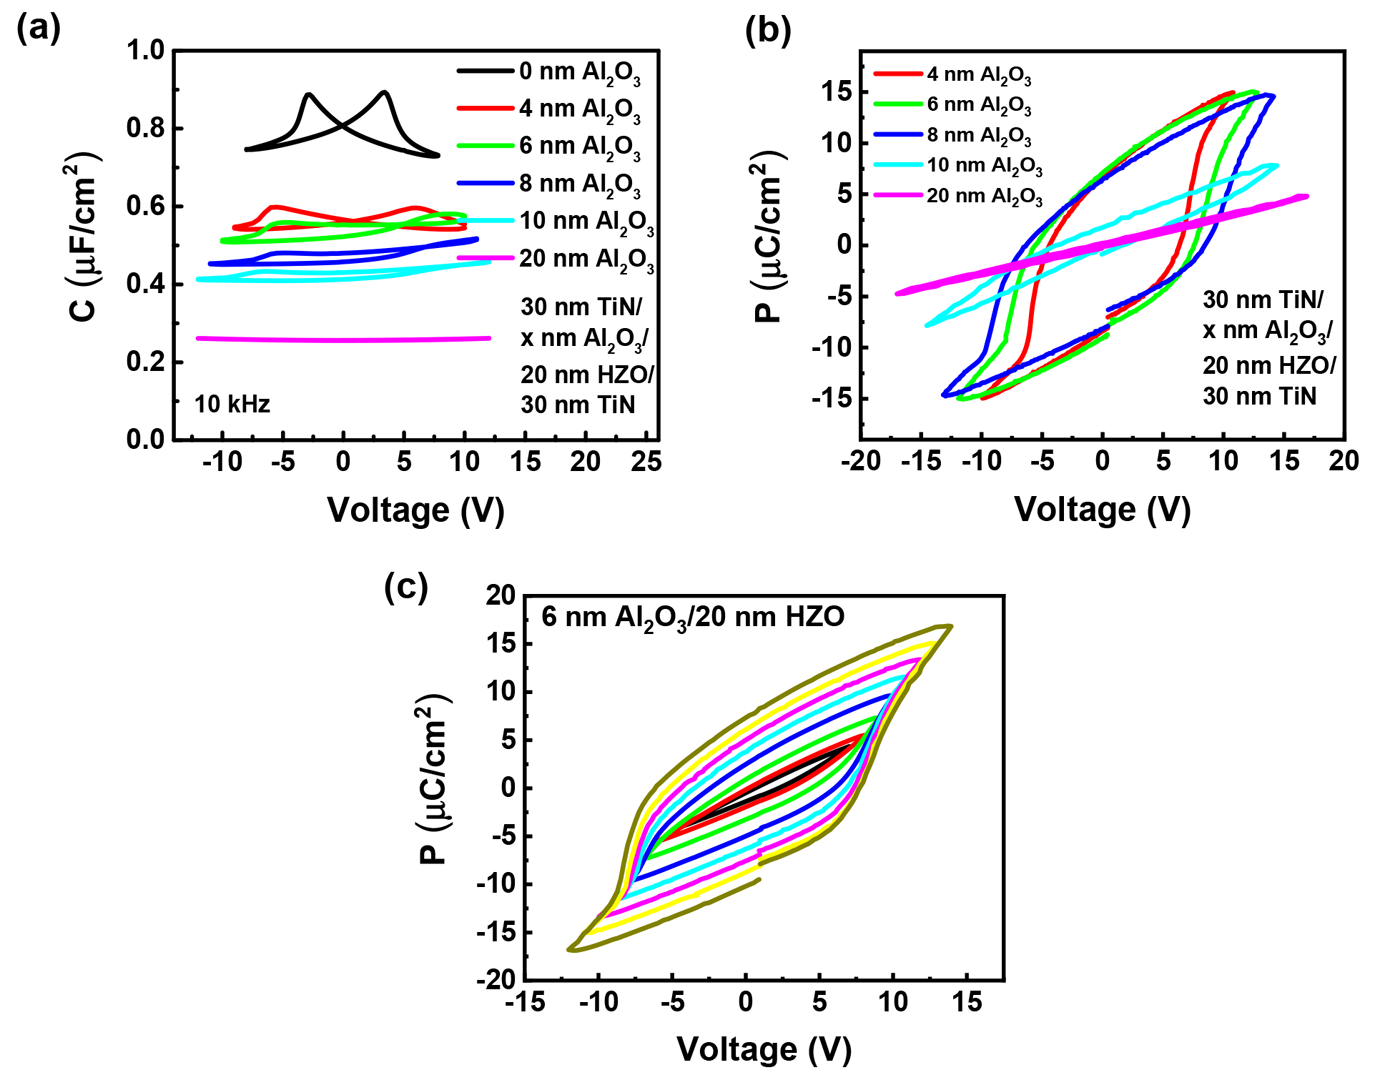 (a)
1.0
0.8
0.6
0.4
0.2
0.0
C (μF/cm²)
0 nm Al₂O₃
4 nm Al₂O₃
6 nm Al₂O₃
8 nm Al₂O₃
10 nm Al₂O₃
20 nm Al₂O₃
30 nm TiN/
x nm Al₂O₃/
20 nm HZO/
30 nm TiN
10 kHz
-10 -5 0 5 10 15 20 25
Voltage (V)
(b)
15
10
5
0
-5
-10
-15
P (μC/cm²)
4 nm Al₂O₃
6 nm Al₂O₃
8 nm Al₂O₃
10 nm Al₂O₃
20 nm Al₂O₃
30 nm TiN/
x nm Al₂O₃/
20 nm HZO/
30 nm TiN
-20 -15 -10 -5 0 5 10 15 20
Voltage (V)
(c)
6 nm Al₂O₃/20 nm HZO
20
15
10
5
0
-5
-10
-15
-20
P (μC/cm²)
-15 -10 -5 0 5 10 15
Voltage (V)